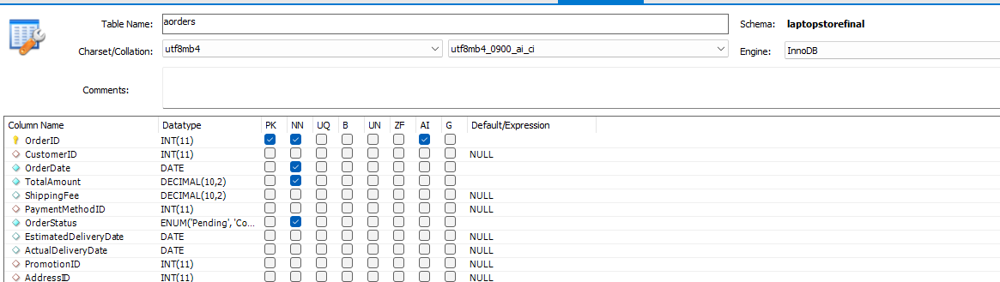 Table Name: aorders Schema: laptopstorefinal
Charset/Collation: utf8mb4 utf8mb4_0900_ai_ci Engine: InnoDB
Comments:
Column Name Datatype PK NN UQ B UN ZF AI G Default/Expression
OrderID INT(11)
CustomerID INT(11) NULL
OrderDate DATE
TotalAmount DECIMAL(10,2)
ShippingFee DECIMAL(10,2) NULL
PaymentMethodID INT(11) NULL
OrderStatus ENUM('Pending', 'Co...
EstimatedDeliveryDate DATE NULL
ActualDeliveryDate DATE NULL
PromotionID INT(11) NULL
AddressID INT(11) NULL